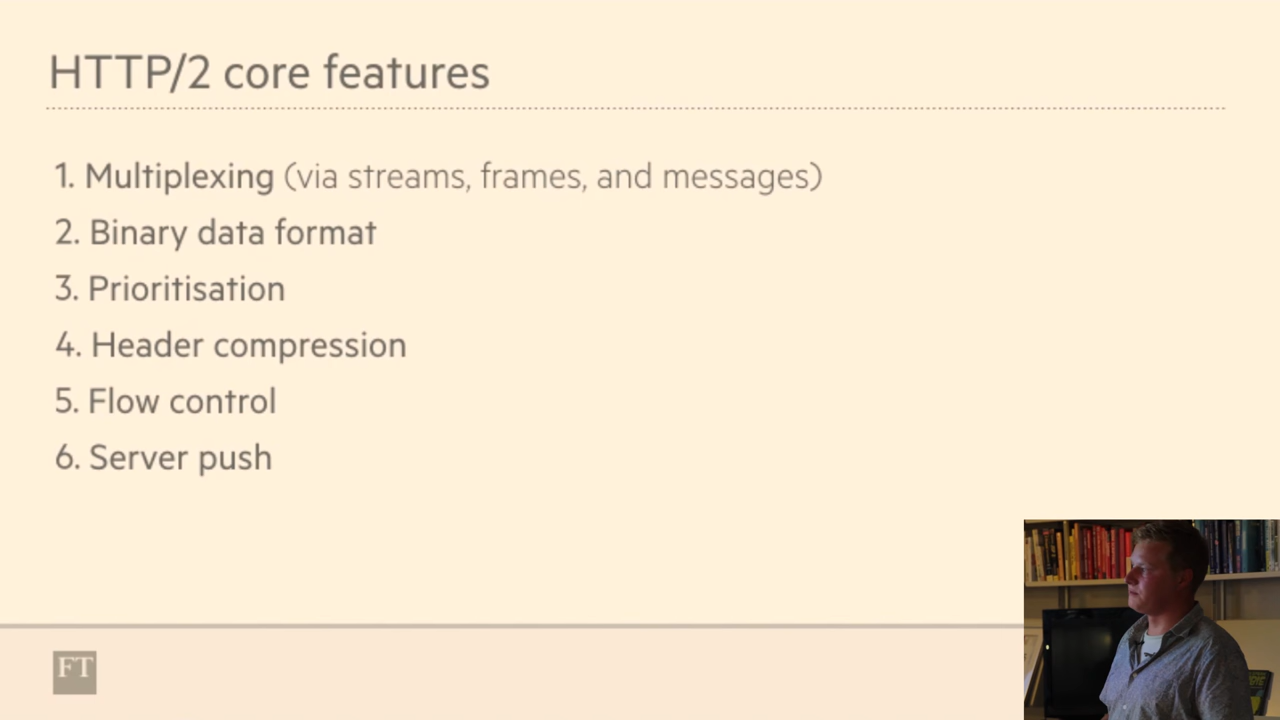 HTTP/2 core features
1. Multiplexing (via streams, frames, and messages)
2. Binary data format
3. Prioritisation
4. Header compression
5. Flow control
6. Server push
FT